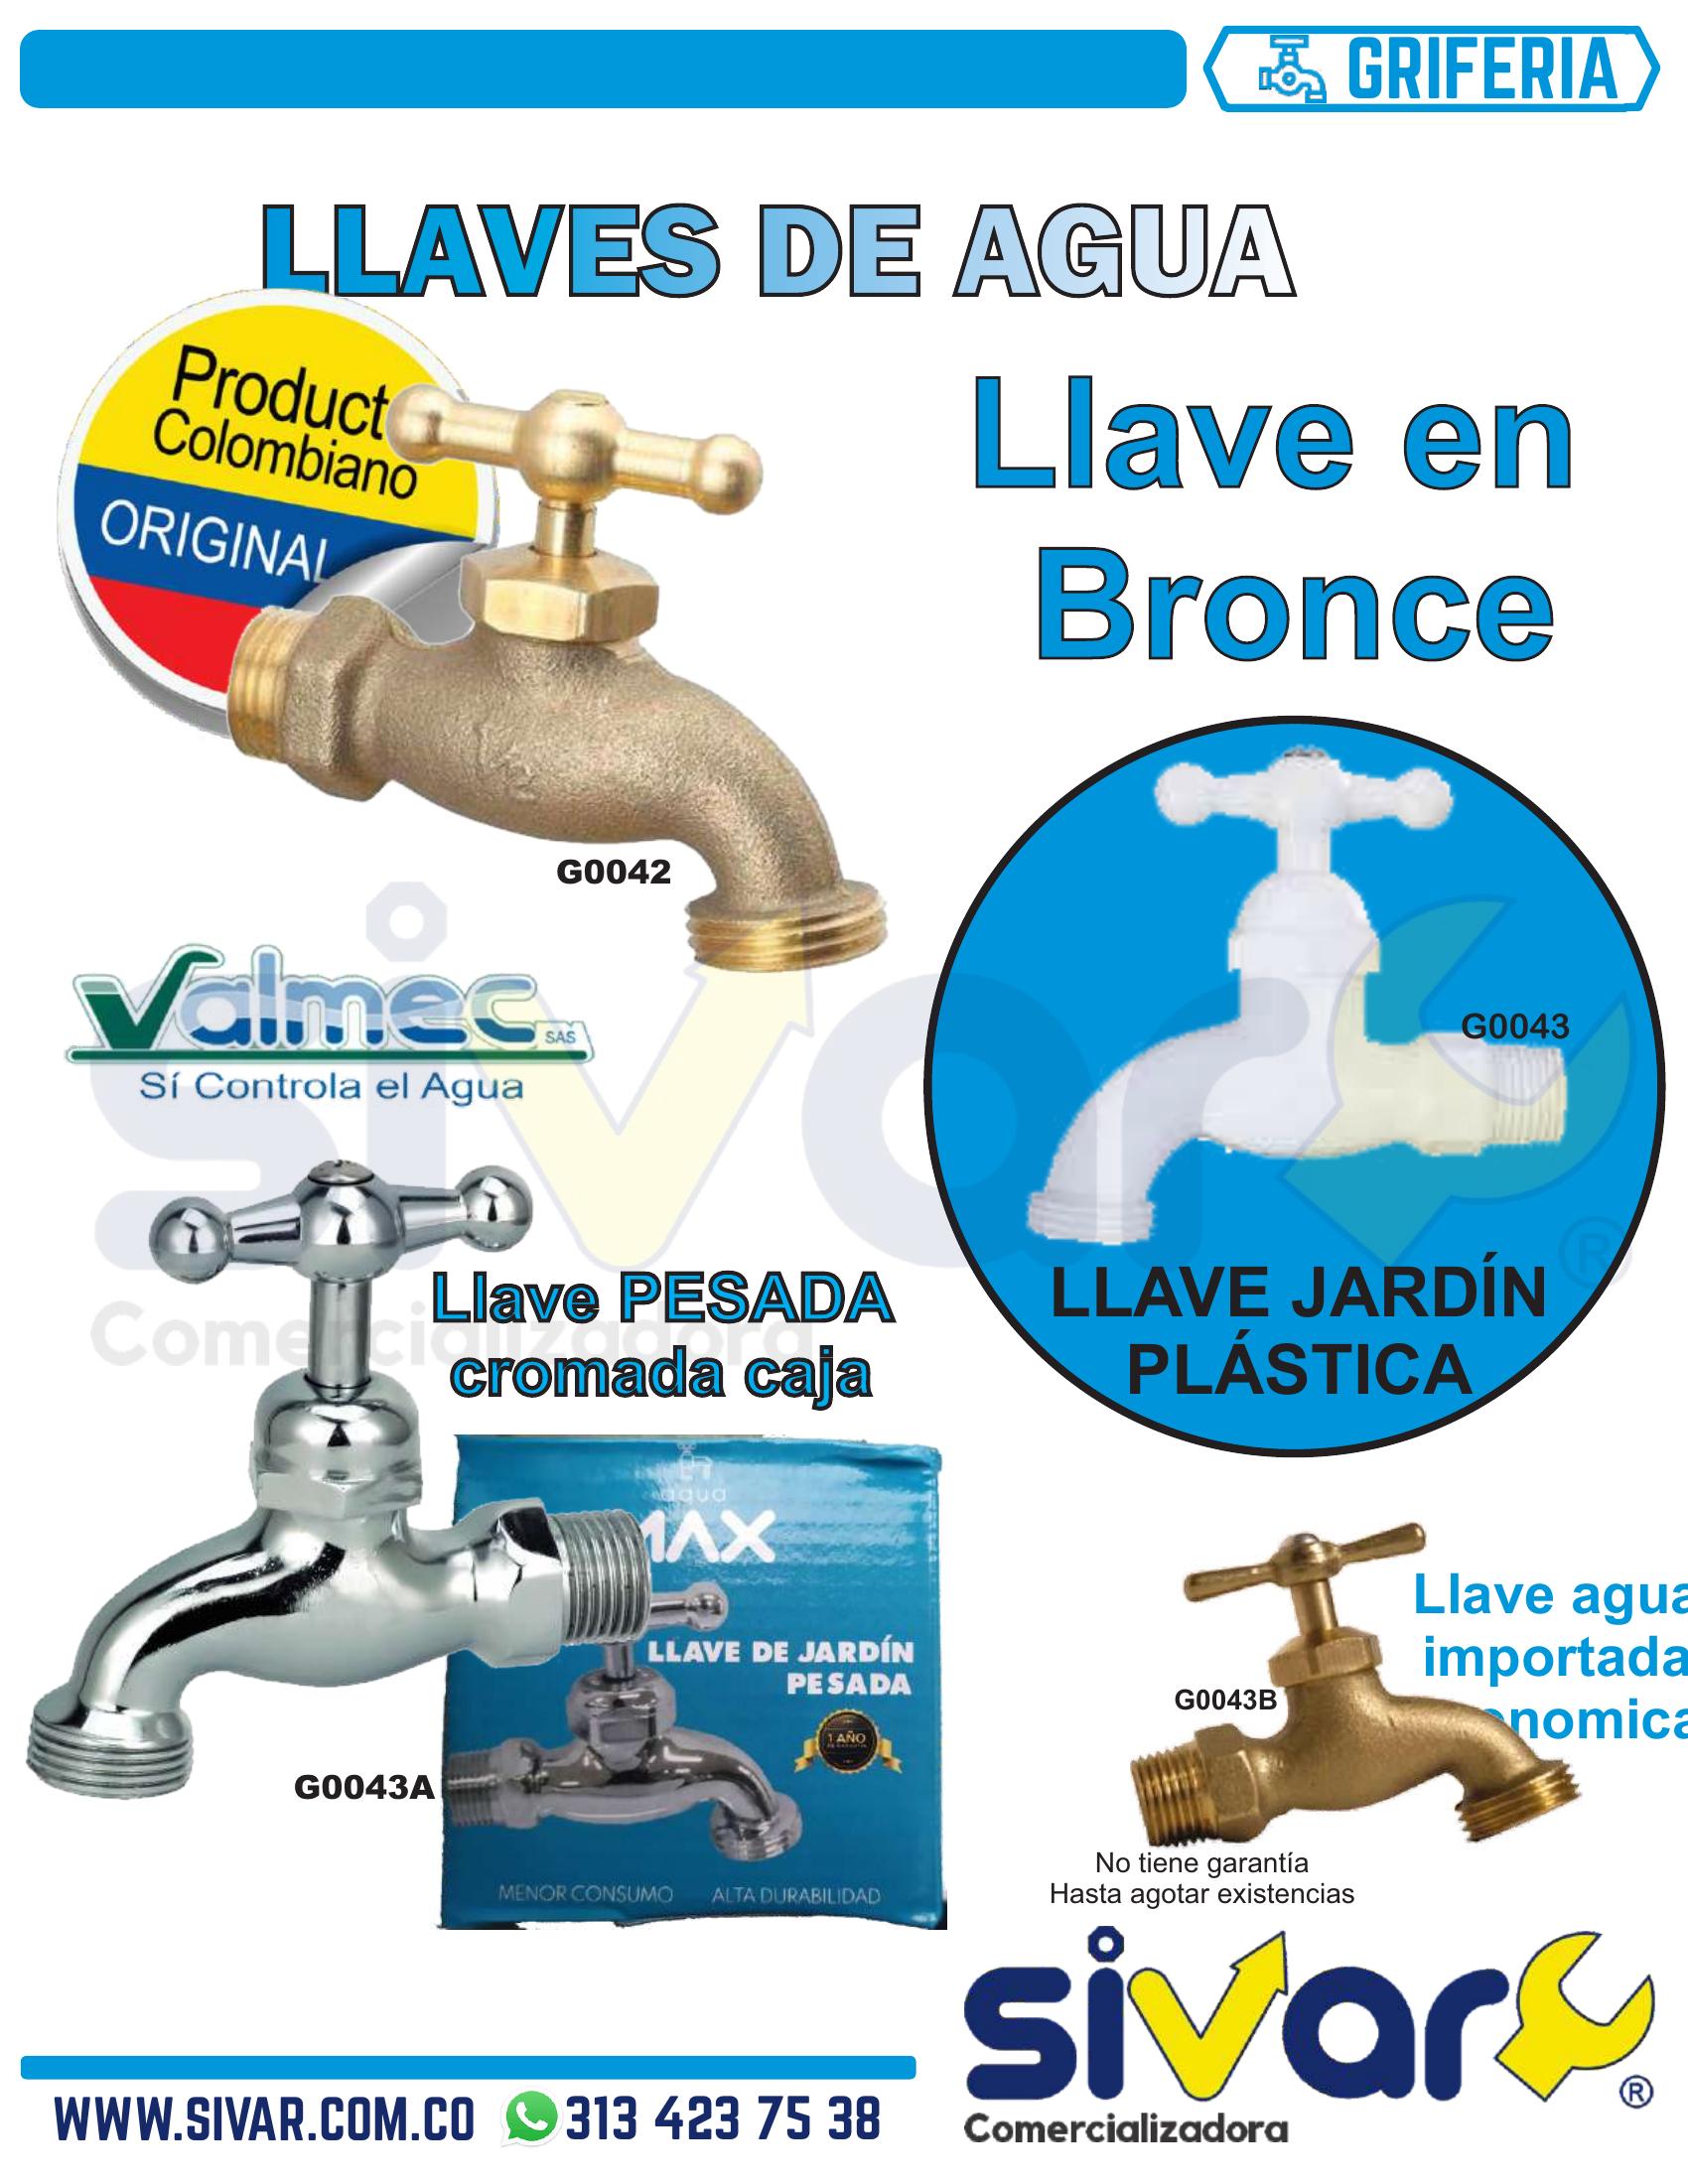 GRIFERIA
LLAVES DE AGUA
Product
Colombiano
ORIGINAL
Llave en
Bronce
G0042
Valmec SAS
Sí Controla el Agua
G0043
LLAVE JARDÍN
PLÁSTICA
Llave PESADA
cromada caja
agua
MAX
LLAVE DE JARDÍN
PESADA
1 AÑO
G0043A
MENOR CONSUMO ALTA DURABILIDAD
Llave agua
importada
G0043B
No tiene garantía
Hasta agotar existencias
sivar
®
Comercializadora
WWW.SIVAR.COM.CO 313 423 75 38
sivar
®
Comercializadora